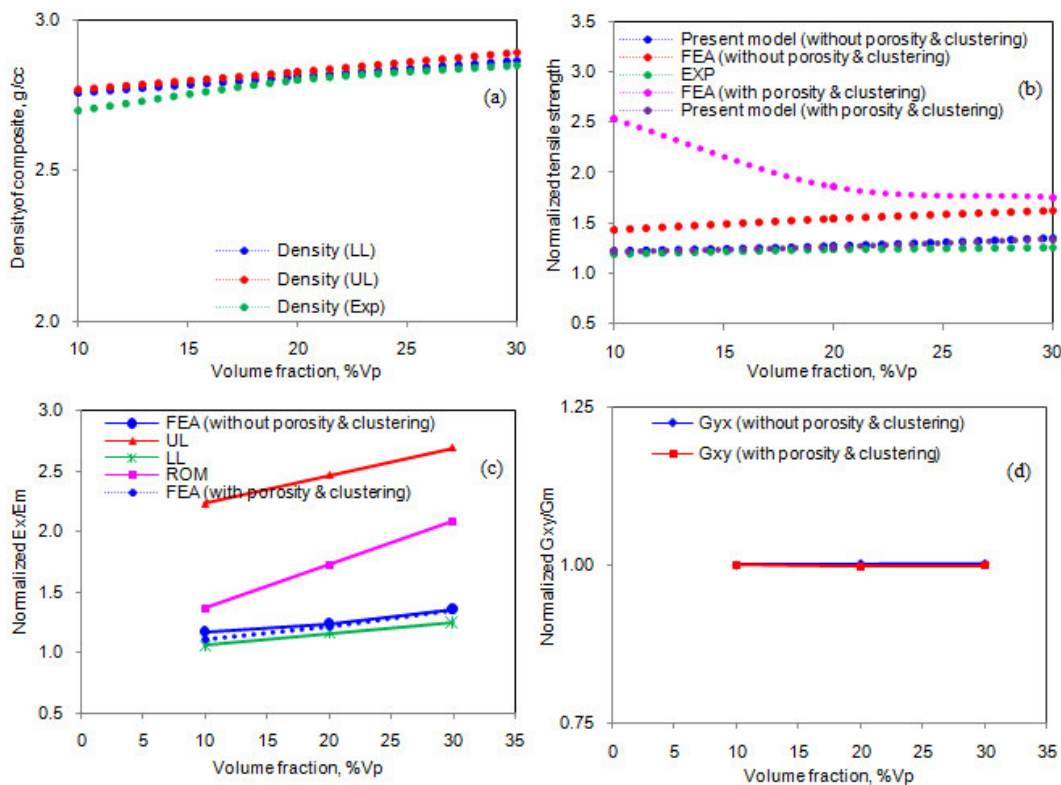 3.0
2.5
2.0
Density of composite, g/cc
(a)
Density (LL)
Density (UL)
Density (Exp)
10
15
20
25
30
Volume fraction, %Vp
3.5
3.0
2.5
2.0
1.5
1.0
0.5
Normalized tensile strength
Present model (without porosity & clustering)
FEA (without porosity & clustering)
EXP
FEA (with porosity & clustering)
Present model (with porosity & clustering)
(b)
10
15
20
25
30
Volume fraction, %Vp
3.0
2.5
2.0
1.5
1.0
0.5
Normalized Ex/Em
FEA (without porosity & clustering)
UL
LL
ROM
FEA (with porosity & clustering)
(c)
0
5
10
15
20
25
30
35
Volume fraction, %Vp
1.25
1.00
0.75
Normalized Gxy/Gm
Gyx (without porosity & clustering)
Gxy (with porosity & clustering)
(d)
0
5
10
15
20
25
30
35
Volume fraction, %Vp